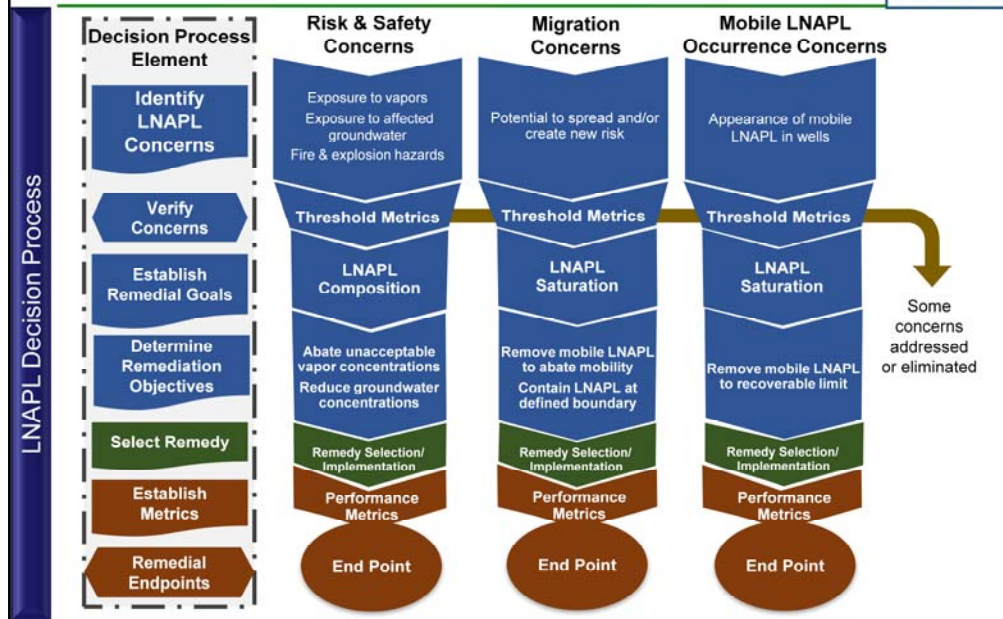 LNAPL Decision Process
Decision Process
Element
Identify
LNAPL
Concerns
Verify
Concerns
Establish
Remedial Goals
Determine
Remediation
Objectives
Select Remedy
Establish
Metrics
Remedial
Endpoints
Risk & Safety
Concerns
Exposure to vapors
Exposure to affected
groundwater
Fire & explosion hazards
Threshold Metrics
LNAPL
Composition
Abate unacceptable
vapor concentrations
Reduce groundwater
concentrations
Remedy Selection/
Implementation
Performance
Metrics
End Point
Migration
Concerns
Potential to spread and/or
create new risk
Threshold Metrics
LNAPL
Saturation
Remove mobile LNAPL
to abate mobility
Contain LNAPL at
defined boundary
Remedy Selection/
Implementation
Performance
Metrics
End Point
Mobile LNAPL
Occurrence Concerns
Appearance of mobile
LNAPL in wells
Threshold Metrics
LNAPL
Saturation
Remove mobile LNAPL
to recoverable limit
Remedy Selection/
Implementation
Performance
Metrics
End Point
Some
concerns
addressed
or eliminated